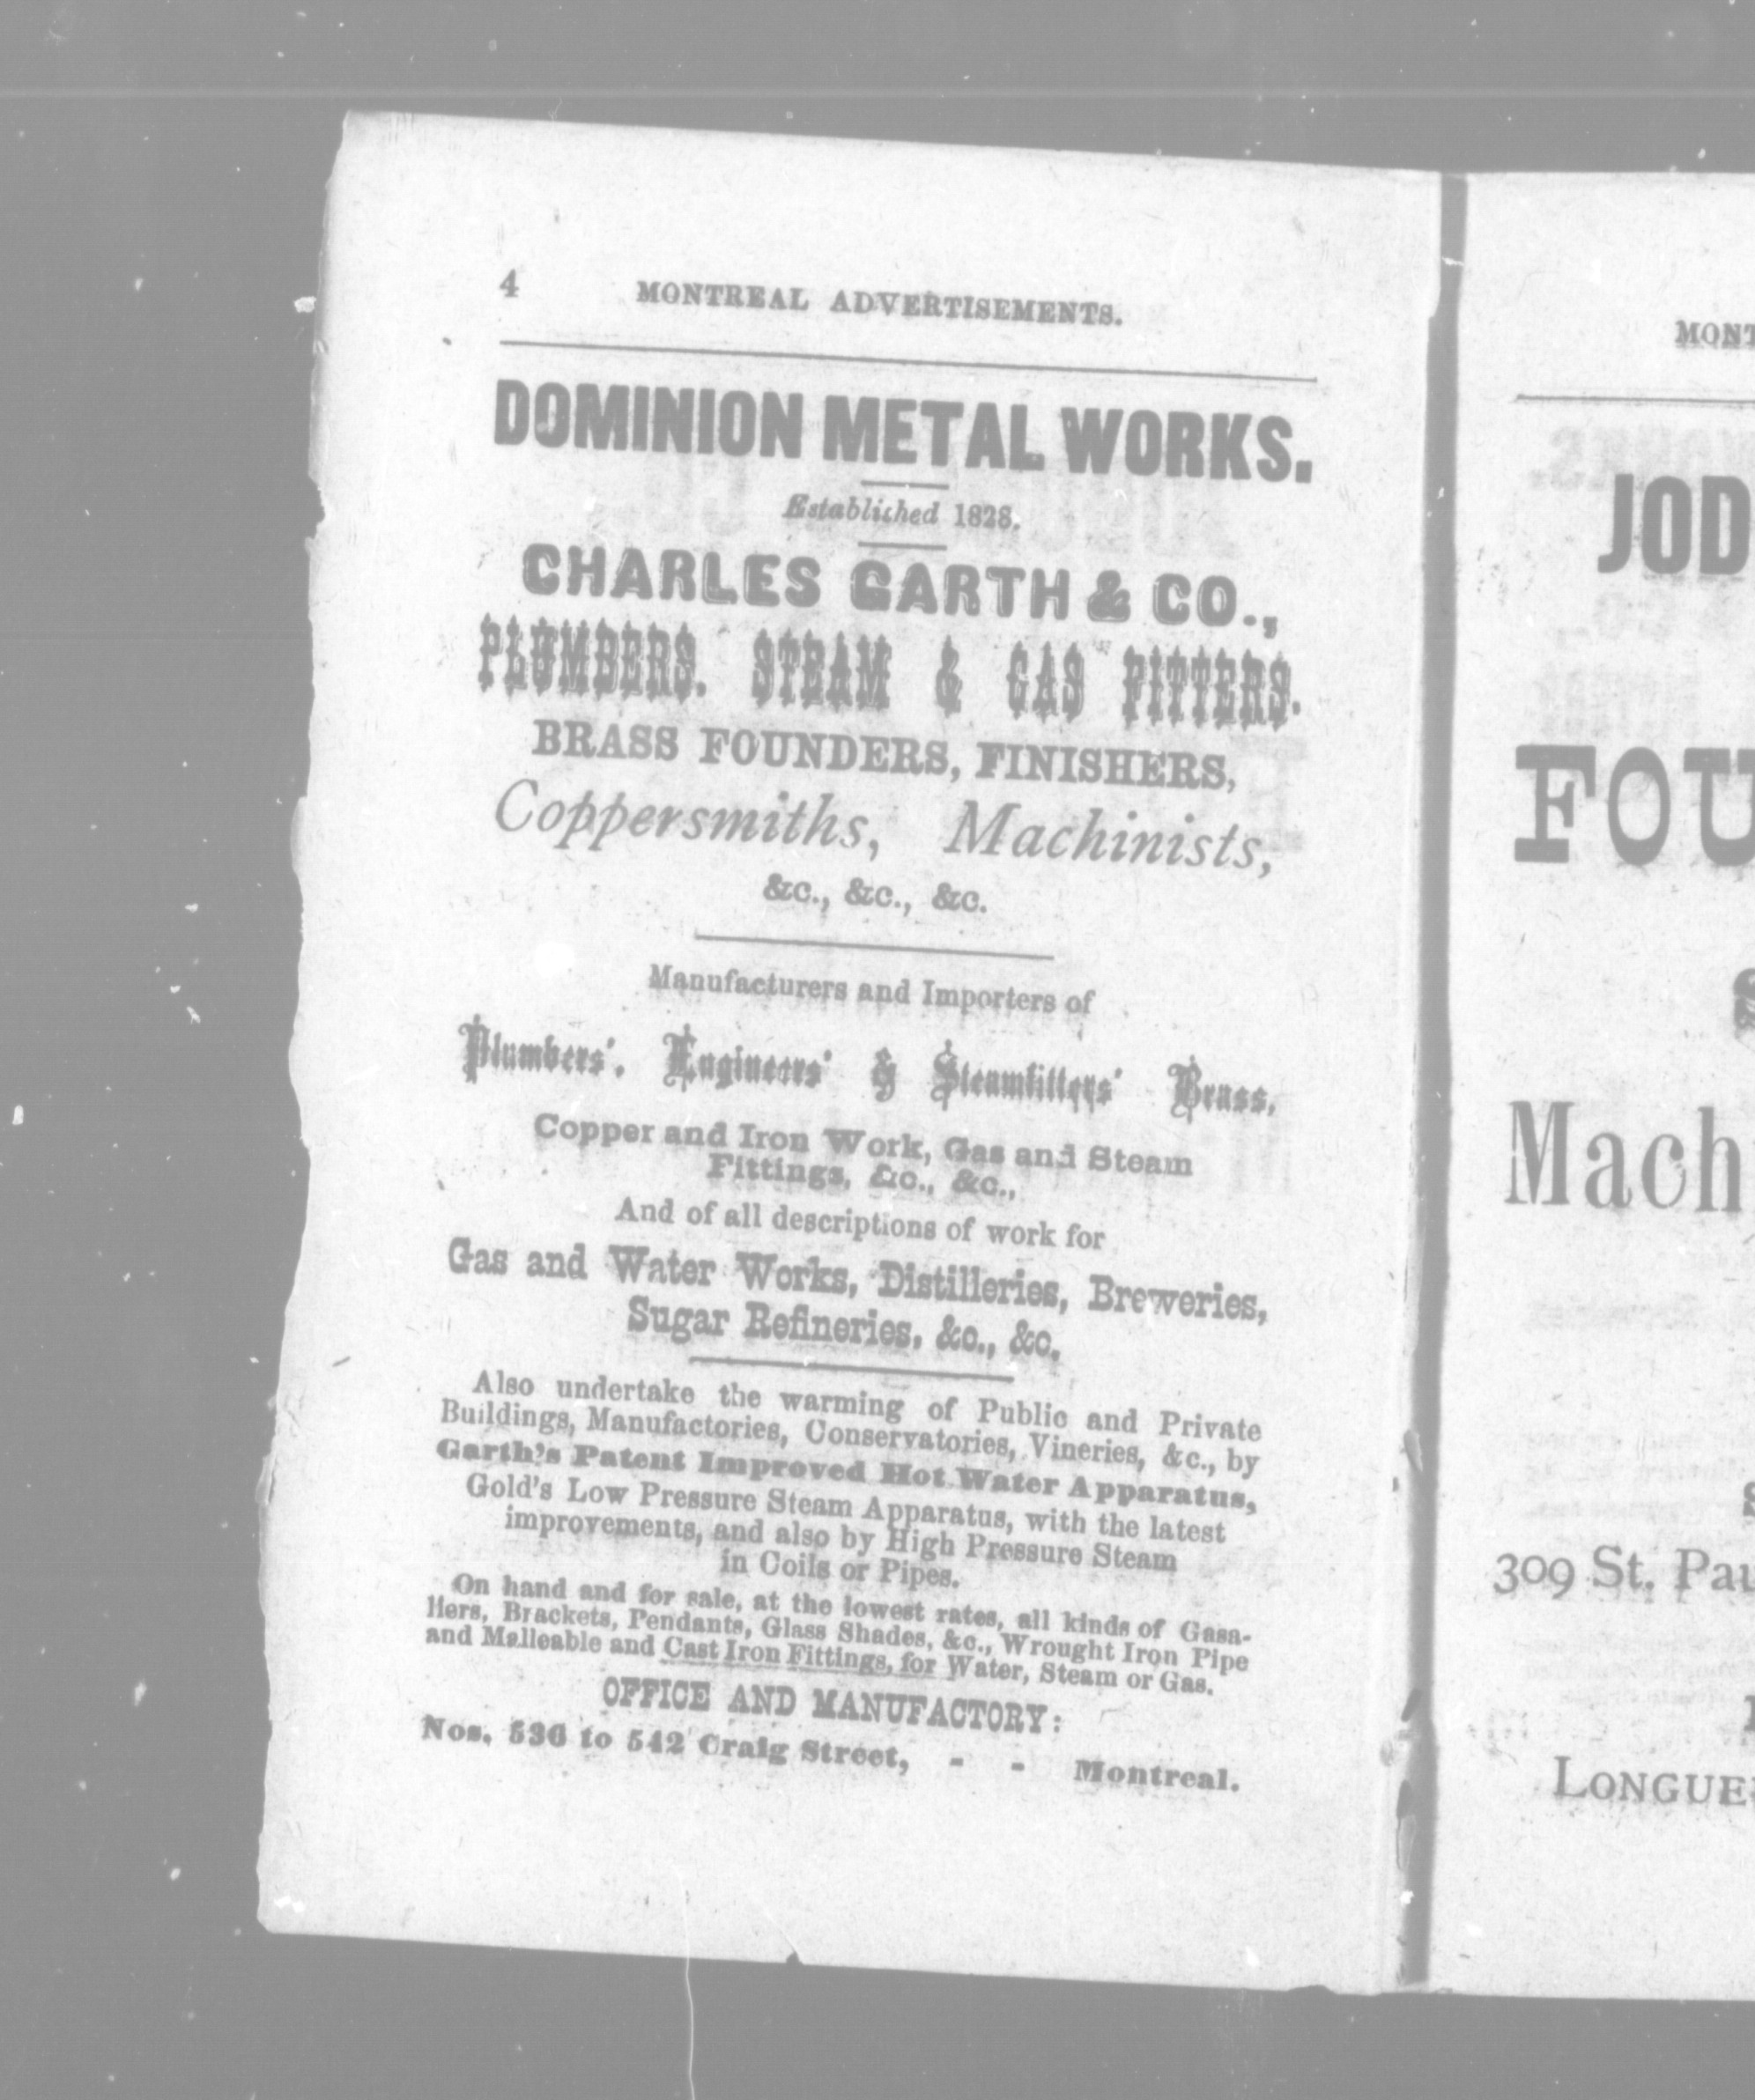 4 MONTREAL ADVERTISEMENTS.
DOMINION METAL WORKS.
Established 1828.
CHARLES GARTH & CO.,
PLUMBERS. STEAM & GAS FITTERS.
BRASS FOUNDERS, FINISHERS,
Coppersmiths, Machinists,
&c., &c., &c.
Manufacturers and Importers of
Plumbers', Engineers' & Steamfitters' Brass,
Copper and Iron Work, Gas and Steam
Fittings, &c., &c.,
And of all descriptions of work for
Gas and Water Works, Distilleries, Breweries,
Sugar Refineries, &c., &c.
Also undertake the warming of Public and Private
Buildings, Manufactories, Conservatories, Vineries, &c., by
Garth's Patent Improved Hot Water Apparatus,
Gold's Low Pressure Steam Apparatus, with the latest
improvements, and also by High Pressure Steam
in Coils or Pipes.
On hand and for sale, at the lowest rates, all kinds of Gasa-
liers, Brackets, Pendants, Glass Shades, &c., Wrought Iron Pipe
and Malleable and Cast Iron Fittings, for Water, Steam or Gas.
OFFICE AND MANUFACTORY:
Nos. 536 to 542 Craig Street, - - Montreal.
MONT
JOD
FOU
Mach
309 St. Pau
LONGUE